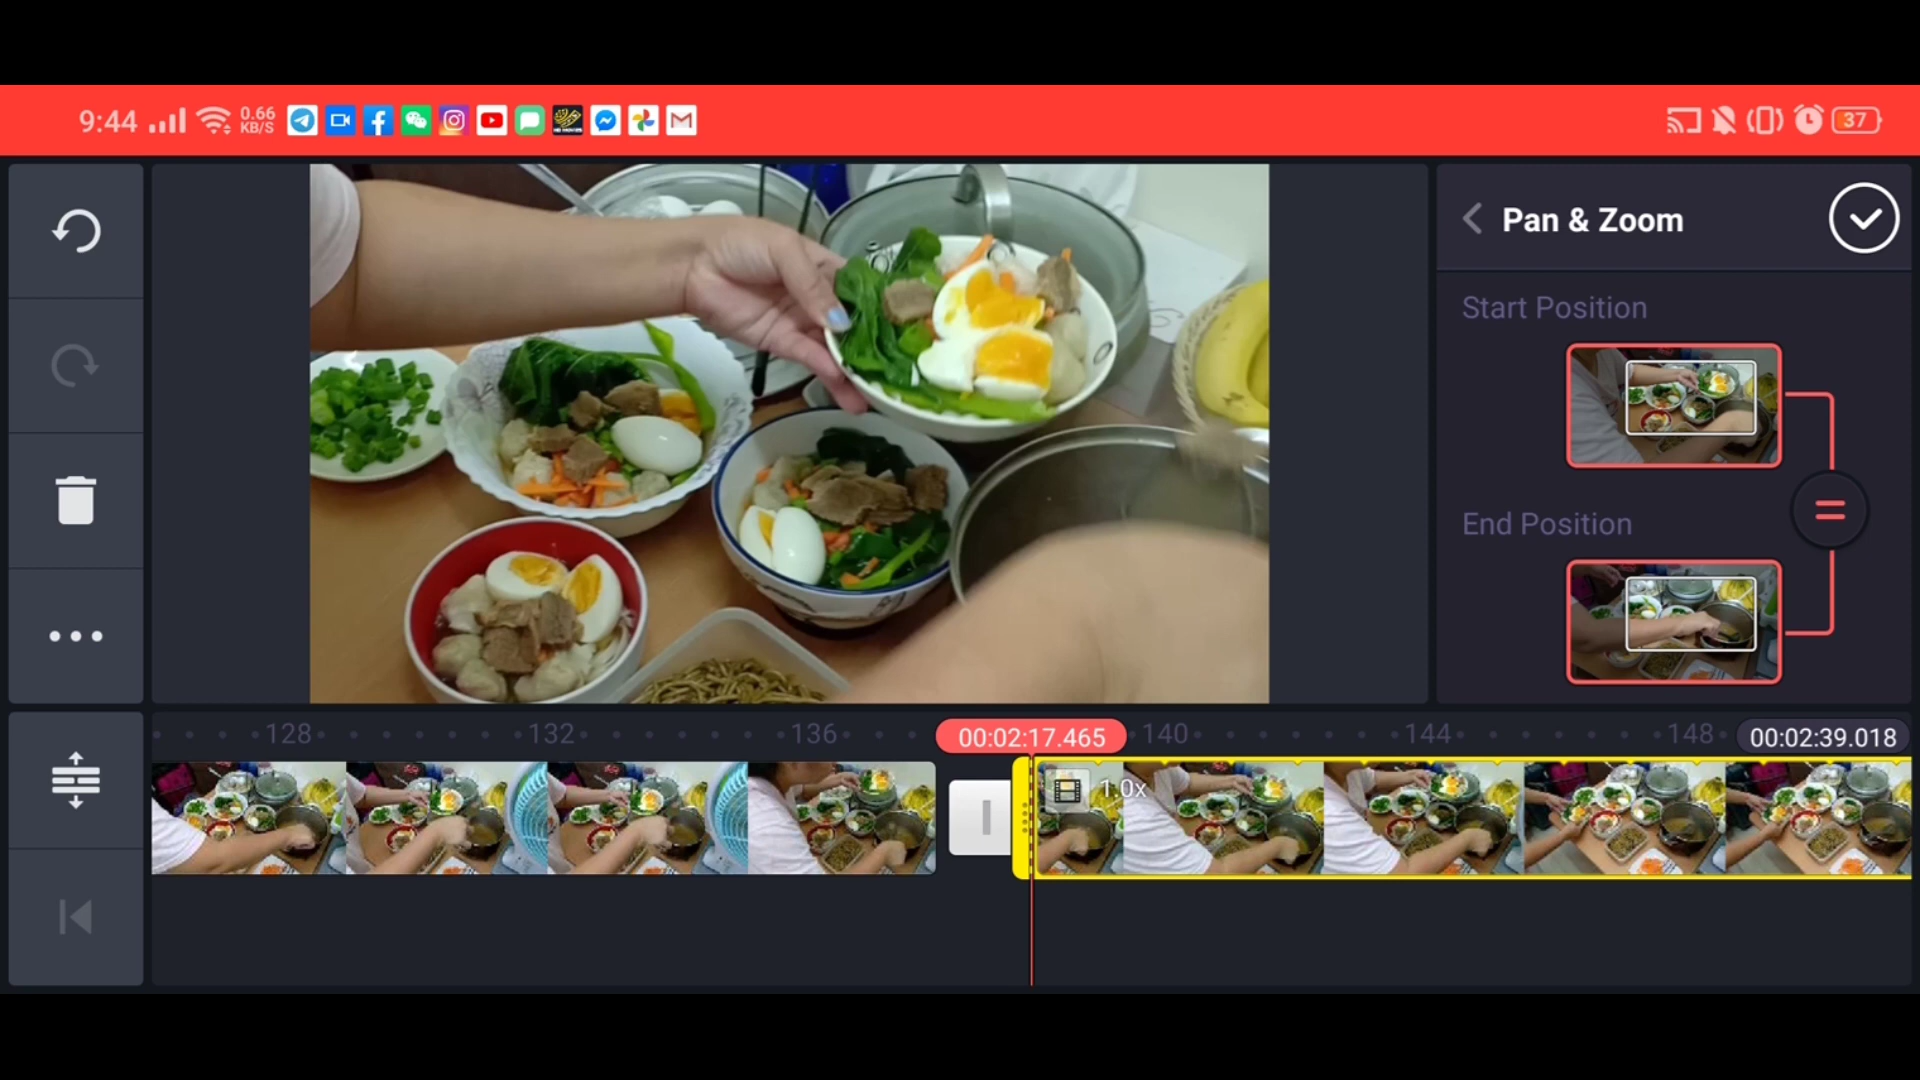 9:44 0.66 KB/S 37
Pan & Zoom
Start Position
End Position
128 132 136 00:02:17.465 140 144 148 00:02:39.018
1.0x